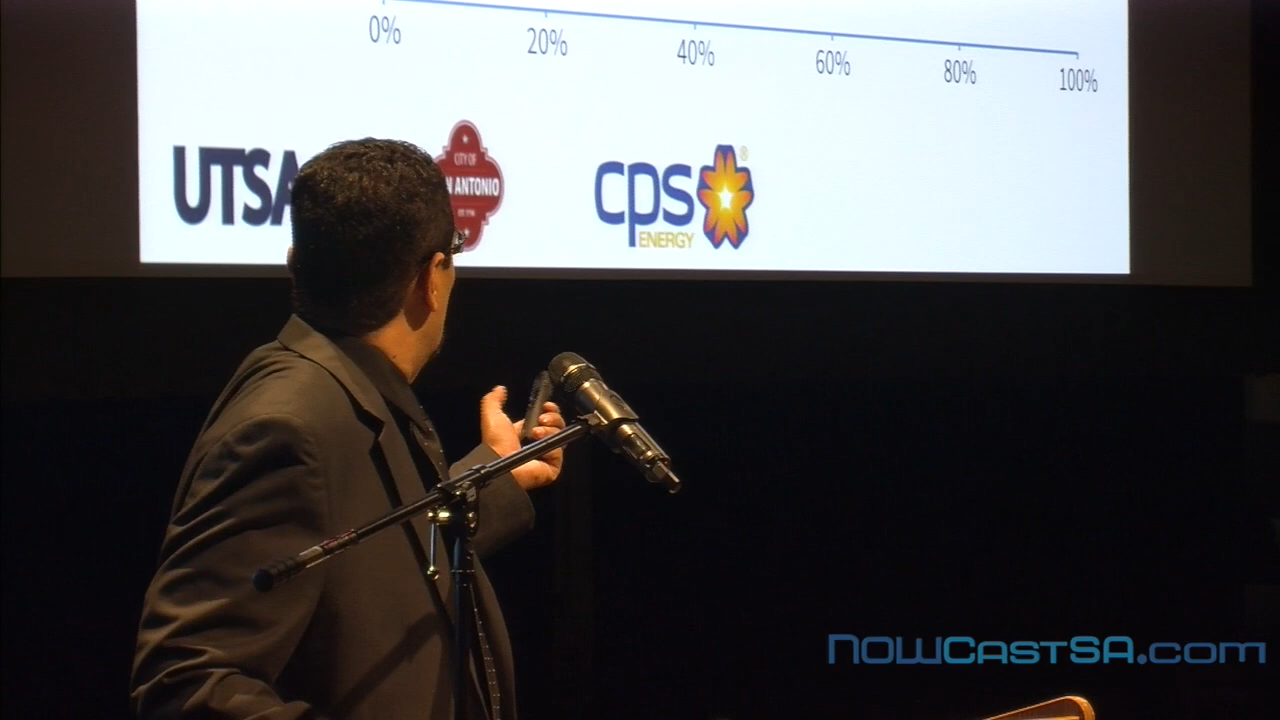 0% 20% 40% 60% 80% 100%
UTSA
CITY OF
N ANTONIO
cps
ENERGY
®
NOWCastSA.com